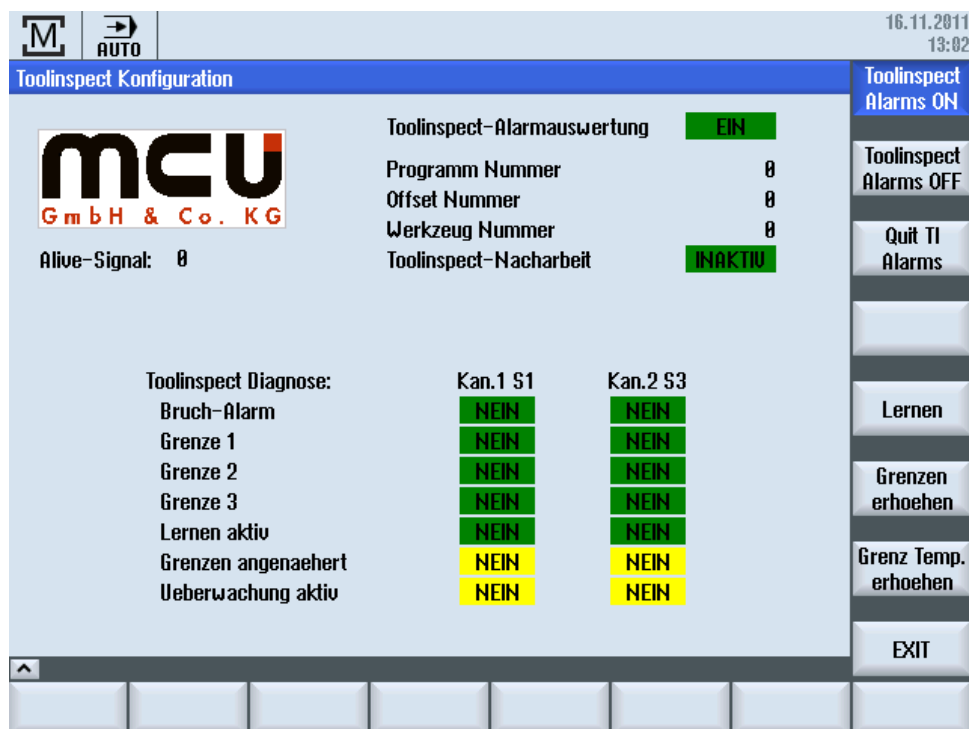 M AUTO 16.11.2011
13:02
Toolinspect Konfiguration
mcu
GmbH & Co. KG
Alive-Signal: 0
Toolinspect-Alarmauswertung EIN
Programm Nummer 0
Offset Nummer 0
Werkzeug Nummer 0
Toolinspect-Nacharbeit INAKTIV
Toolinspect Diagnose: Kan.1 S1 Kan.2 S3
Bruch-Alarm NEIN NEIN
Grenze 1 NEIN NEIN
Grenze 2 NEIN NEIN
Grenze 3 NEIN NEIN
Lernen aktiv NEIN NEIN
Grenzen angenaehert NEIN NEIN
Ueberwachung aktiv NEIN NEIN
Toolinspect
Alarms ON
Toolinspect
Alarms OFF
Quit TI
Alarms
Lernen
Grenzen
erhoehen
Grenz Temp.
erhoehen
EXIT